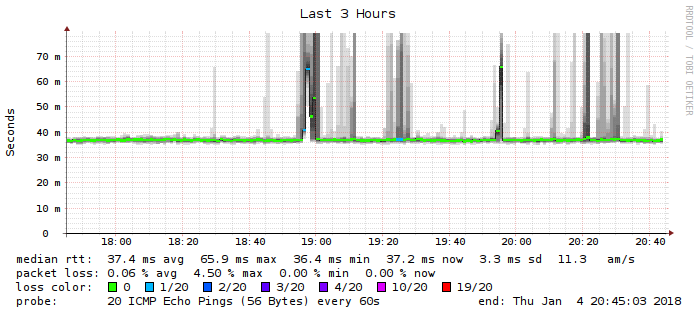 Last 3 Hours
RRDTOOL / TOBI OETIKER
Seconds
70 m
60 m
50 m
40 m
30 m
20 m
10 m
0
18:00 18:20 18:40 19:00 19:20 19:40 20:00 20:20 20:40
median rtt: 37.4 ms avg 65.9 ms max 36.4 ms min 37.2 ms now 3.3 ms sd 11.3 am/s
packet loss: 0.06 % avg 4.50 % max 0.00 % min 0.00 % now
loss color: 0 1/20 2/20 3/20 4/20 10/20 19/20
probe: 20 ICMP Echo Pings (56 Bytes) every 60s end: Thu Jan 4 20:45:03 2018